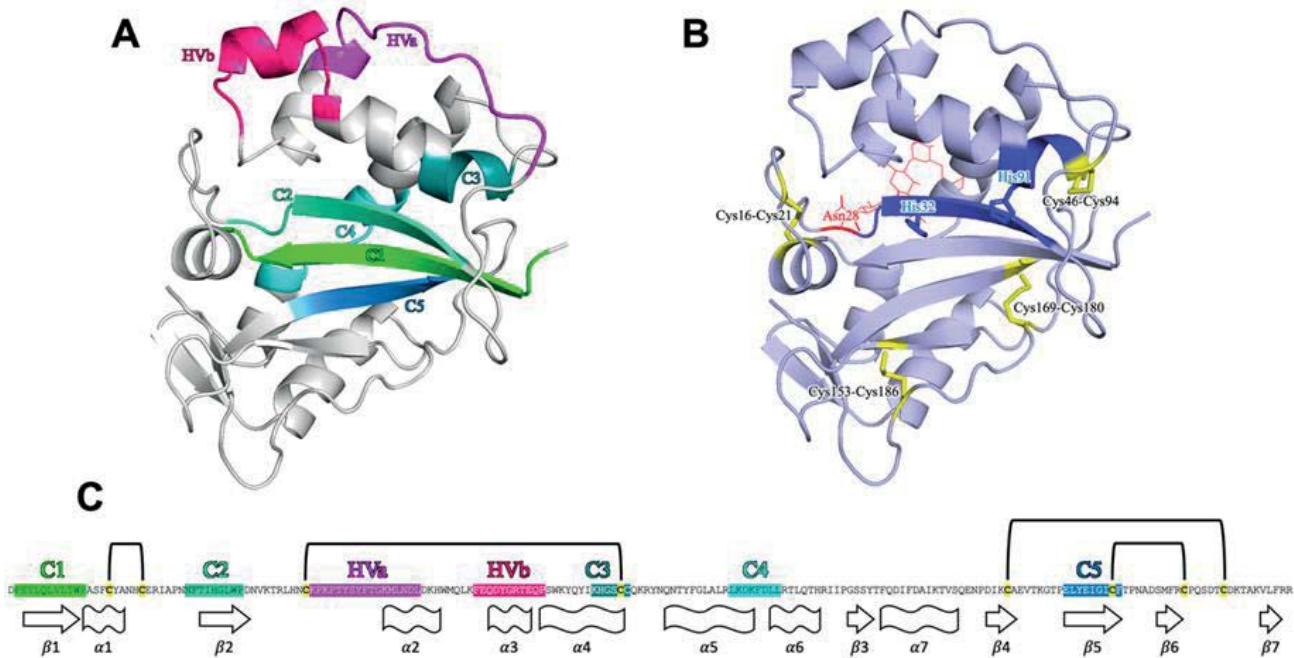 A
B
HVb
HVa
C3
C2
C4
C1
C5
His91
Cys46-Cys94
Cys16-Cys21
Asn28
His32
Cys169-Cys180
Cys153-Cys186
C
C1 C2 HVa HVb C3 C4 C5
DFEYLQLVLTWPASFCYANHCERIAPNNFTIHGLWPDNVKTRLHNCKPKPTYSYFTGKMLNDLDKHWMQLKFEQDYGRTEQPSWKYQYIKHGSCCQKRYNQNTYFGLALRLKDKFDLLRTLQTHRIIPGSSYTFQDIFDAIKTVSQENPDIKCAEVTKGTPELYEIGICFTPNADSMFRCPQSDTCDKTAKVLFRR
β1 α1 β2 α2 α3 α4 α5 α6 β3 α7 β4 β5 β6 β7